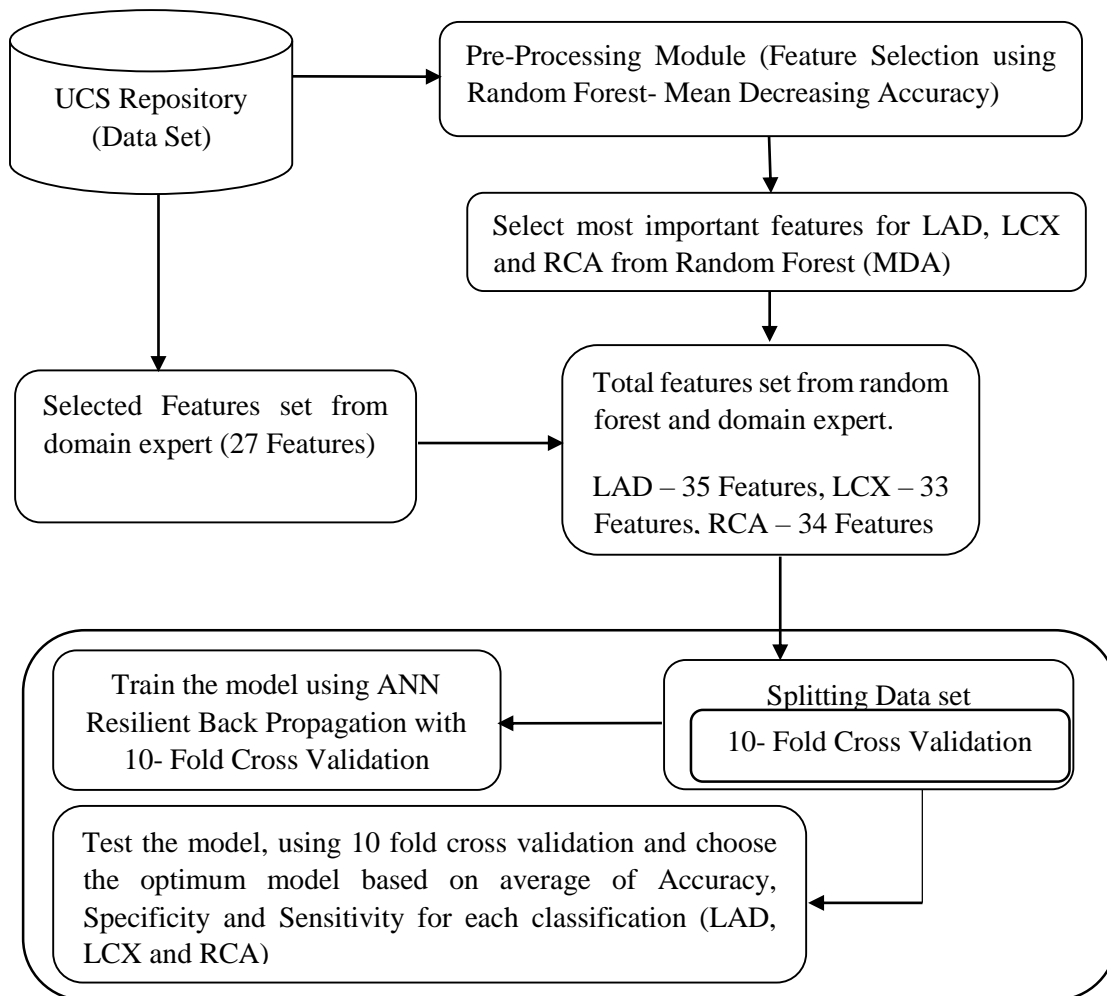 UCS Repository
(Data Set)
Pre-Processing Module (Feature Selection using
Random Forest- Mean Decreasing Accuracy)
Select most important features for LAD, LCX
and RCA from Random Forest (MDA)
Selected Features set from
domain expert (27 Features)
Total features set from random
forest and domain expert.
LAD – 35 Features, LCX – 33
Features, RCA – 34 Features
Splitting Data set
10- Fold Cross Validation
Train the model using ANN
Resilient Back Propagation with
10- Fold Cross Validation
Test the model, using 10 fold cross validation and choose
the optimum model based on average of Accuracy,
Specificity and Sensitivity for each classification (LAD,
LCX and RCA)